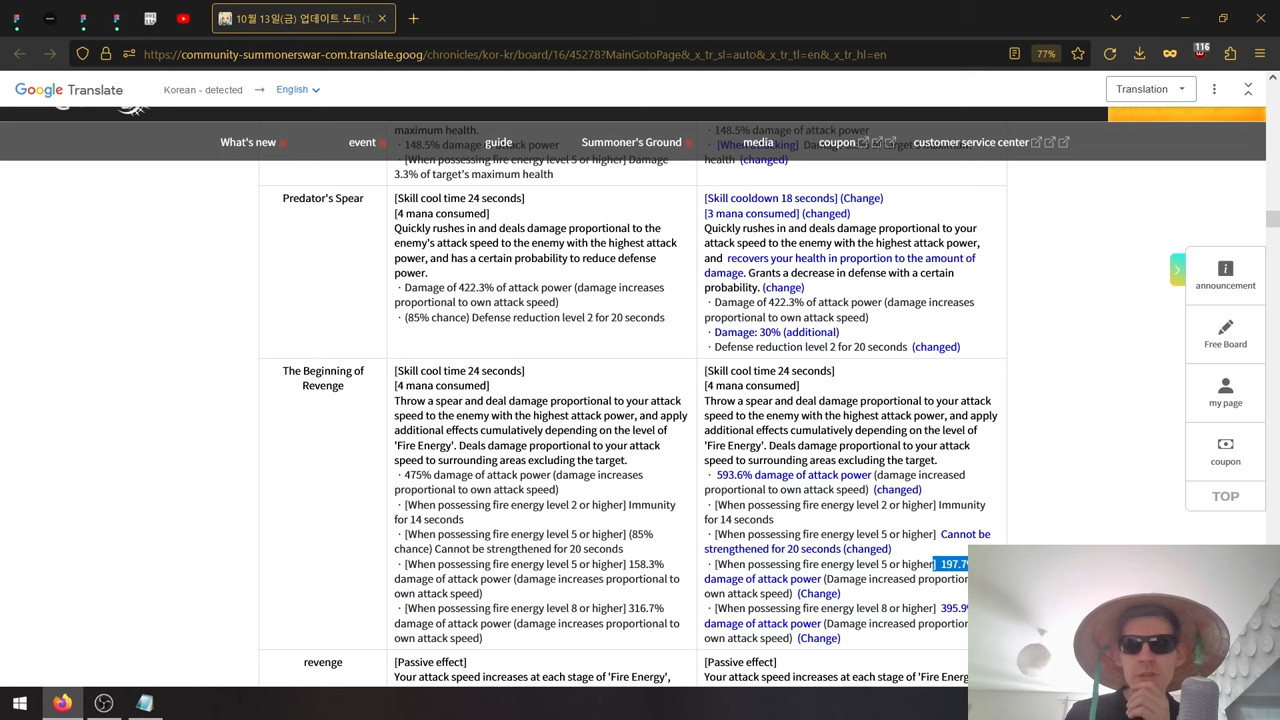 10월 13일(금) 업데이트 노트(1.
https://community-summonerswar-com.translate.goog/chronicles/kor-kr/board/16/45278?MainGotoPage&_x_tr_sl=auto&_x_tr_tl=en&_x_tr_hl=en
77%
116
Google Translate
Korean - detected
English
Translation
What's new
event
guide
Summoner's Ground
media
coupon
customer service center
maximum health.
· 148.5% damage of attack power
· [When possessing fire energy level 5 or higher] Damage
3.3% of target's maximum health
· 148.5% damage of attack power
[When attacking]
health (changed)
Predator's Spear
[Skill cool time 24 seconds]
[4 mana consumed]
Quickly rushes in and deals damage proportional to the
enemy's attack speed to the enemy with the highest attack
power, and has a certain probability to reduce defense
power.
· Damage of 422.3% of attack power (damage increases
proportional to own attack speed)
· (85% chance) Defense reduction level 2 for 20 seconds
[Skill cooldown 18 seconds] (Change)
[3 mana consumed] (changed)
Quickly rushes in and deals damage proportional to your
attack speed to the enemy with the highest attack power,
and recovers your health in proportion to the amount of
damage. Grants a decrease in defense with a certain
probability. (change)
· Damage of 422.3% of attack power (damage increases
proportional to own attack speed)
· Damage: 30% (additional)
· Defense reduction level 2 for 20 seconds (changed)
The Beginning of
Revenge
[Skill cool time 24 seconds]
[4 mana consumed]
Throw a spear and deal damage proportional to your attack
speed to the enemy with the highest attack power, and apply
additional effects cumulatively depending on the level of
'Fire Energy'. Deals damage proportional to your attack
speed to surrounding areas excluding the target.
· 475% damage of attack power (damage increases
proportional to own attack speed)
· [When possessing fire energy level 2 or higher] Immunity
for 14 seconds
· [When possessing fire energy level 5 or higher] (85%
chance) Cannot be strengthened for 20 seconds
· [When possessing fire energy level 5 or higher] 158.3%
damage of attack power (damage increases proportional to
own attack speed)
· [When possessing fire energy level 8 or higher] 316.7%
damage of attack power (damage increases proportional to
own attack speed)
[Skill cool time 24 seconds]
[4 mana consumed]
Throw a spear and deal damage proportional to your attack
speed to the enemy with the highest attack power, and apply
additional effects cumulatively depending on the level of
'Fire Energy'. Deals damage proportional to your attack
speed to surrounding areas excluding the target.
· 593.6% damage of attack power (damage increased
proportional to own attack speed) (changed)
· [When possessing fire energy level 2 or higher] Immunity
for 14 seconds
· [When possessing fire energy level 5 or higher] Cannot be
strengthened for 20 seconds (changed)
· [When possessing fire energy level 5 or higher] 197.7%
damage of attack power (Damage increased proportion
own attack speed) (Change)
· [When possessing fire energy level 8 or higher] 395.9
damage of attack power (Damage increased proportion
own attack speed) (Change)
revenge
[Passive effect]
Your attack speed increases at each stage of 'Fire Energy',
[Passive effect]
Your attack speed increases at each stage of 'Fire Energ
announcement
Free Board
my page
coupon
TOP